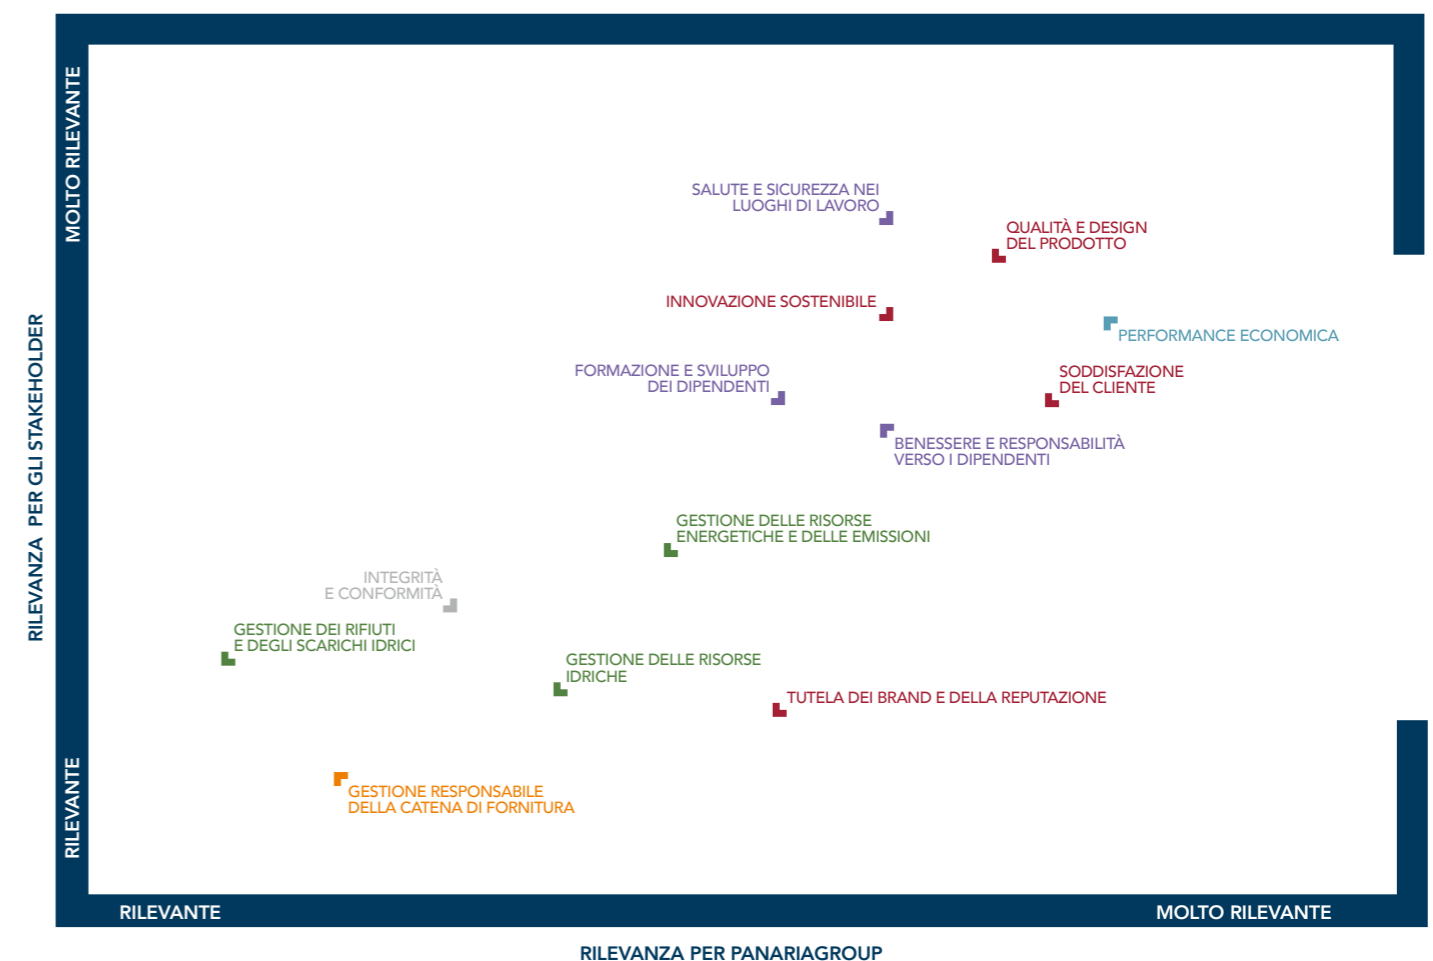 MOLTO RILEVANTE
SALUTE E SICUREZZA NEI
LUOGHI DI LAVORO
QUALITÀ E DESIGN
DEL PRODOTTO
INNOVAZIONE SOSTENIBILE
PERFORMANCE ECONOMICA
FORMAZIONE E SVILUPPO
DEI DIPENDENTI
SODDISFAZIONE
DEL CLIENTE
BENESSERE E RESPONSABILITÀ
VERSO I DIPENDENTI
RILEVANZA PER GLI STAKEHOLDER
GESTIONE DELLE RISORSE
ENERGETICHE E DELLE EMISSIONI
INTEGRITÀ
E CONFORMITÀ
GESTIONE DEI RIFIUTI
E DEGLI SCARICHI IDRICI
GESTIONE DELLE RISORSE
IDRICHE
TUTELA DEI BRAND E DELLA REPUTAZIONE
GESTIONE RESPONSABILE
DELLA CATENA DI FORNITURA
RILEVANTE
RILEVANTE
MOLTO RILEVANTE
RILEVANZA PER PANARIAGROUP